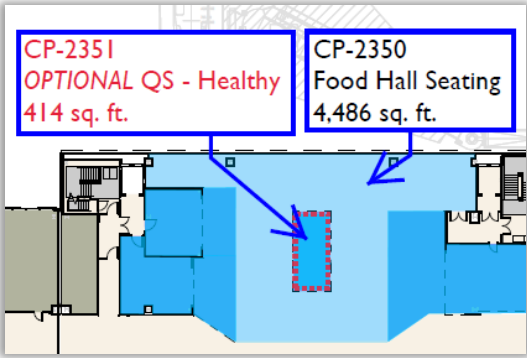 CP-2351
OPTIONAL QS - Healthy
414 sq. ft.
CP-2350
Food Hall Seating
4,486 sq. ft.